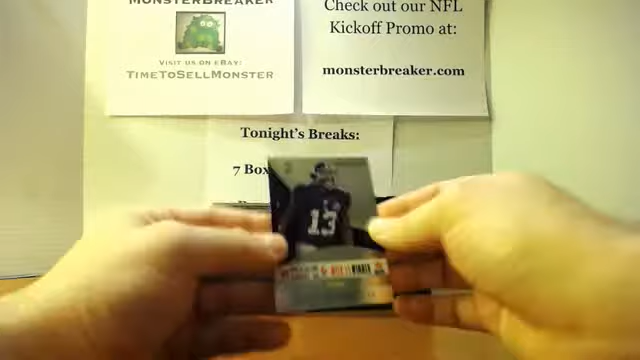 MONSTERBREAKER
VISIT US ON EBAY:
TIMETOSELLMONSTER
Check out our NFL
Kickoff Promo at:
monsterbreaker.com
Tonight's Breaks:
7 Box
13